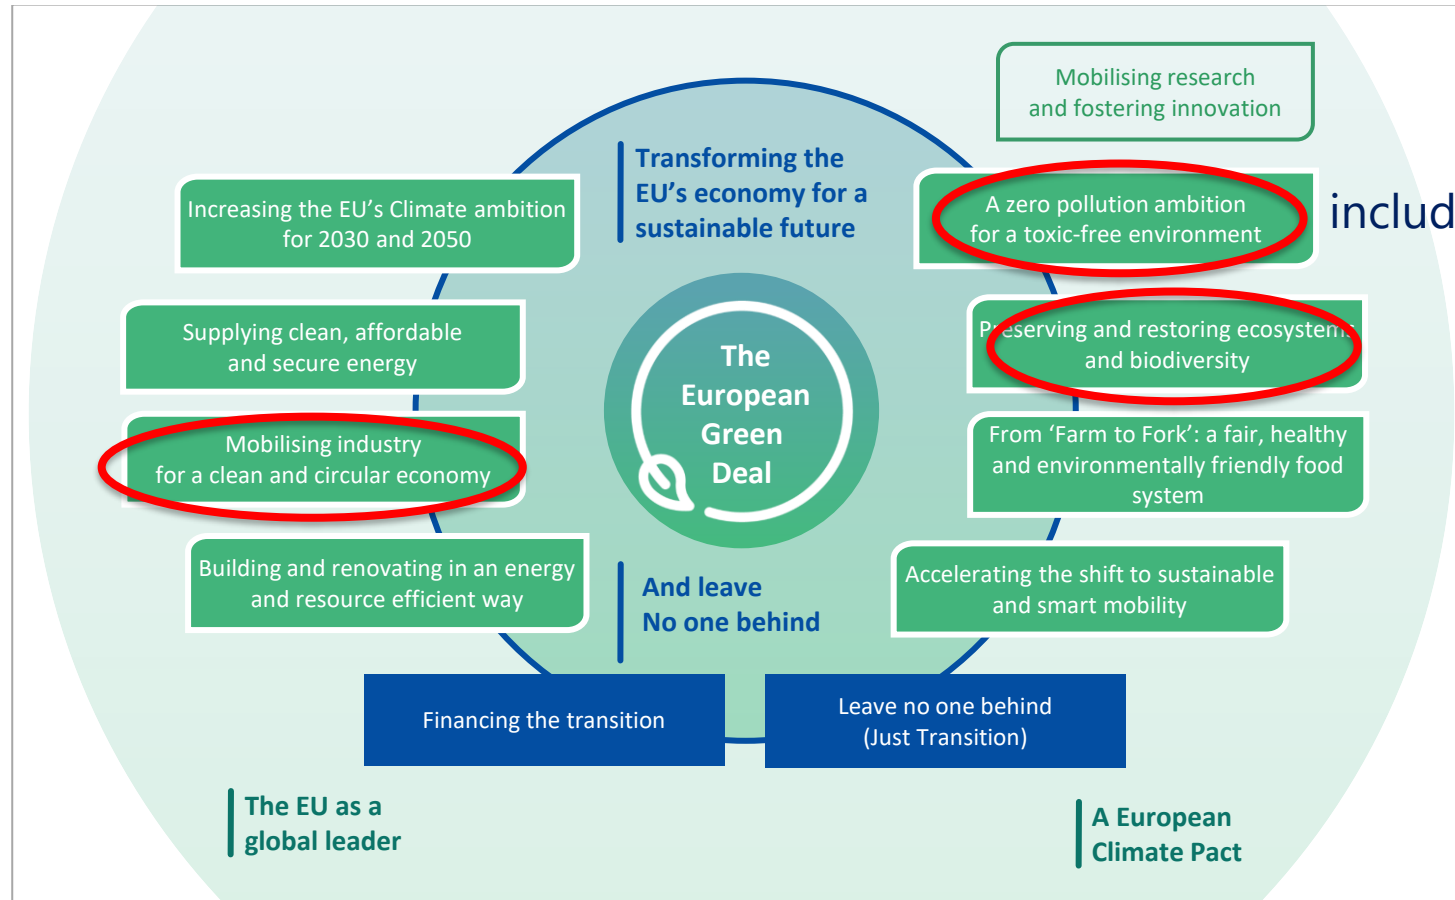 Mobilising research
and fostering innovation
Transforming the
EU’s economy for a
sustainable future
Increasing the EU's Climate ambition
for 2030 and 2050
A zero pollution ambition
for a toxic-free environment
includ
Supplying clean, affordable
and secure energy
Preserving and restoring ecosystems
and biodiversity
The
European
Green
Deal
Mobilising industry
for a clean and circular economy
From ‘Farm to Fork’: a fair, healthy
and environmentally friendly food
system
Building and renovating in an energy
and resource efficient way
And leave
No one behind
Accelerating the shift to sustainable
and smart mobility
Financing the transition
Leave no one behind
(Just Transition)
The EU as a
global leader
A European
Climate Pact